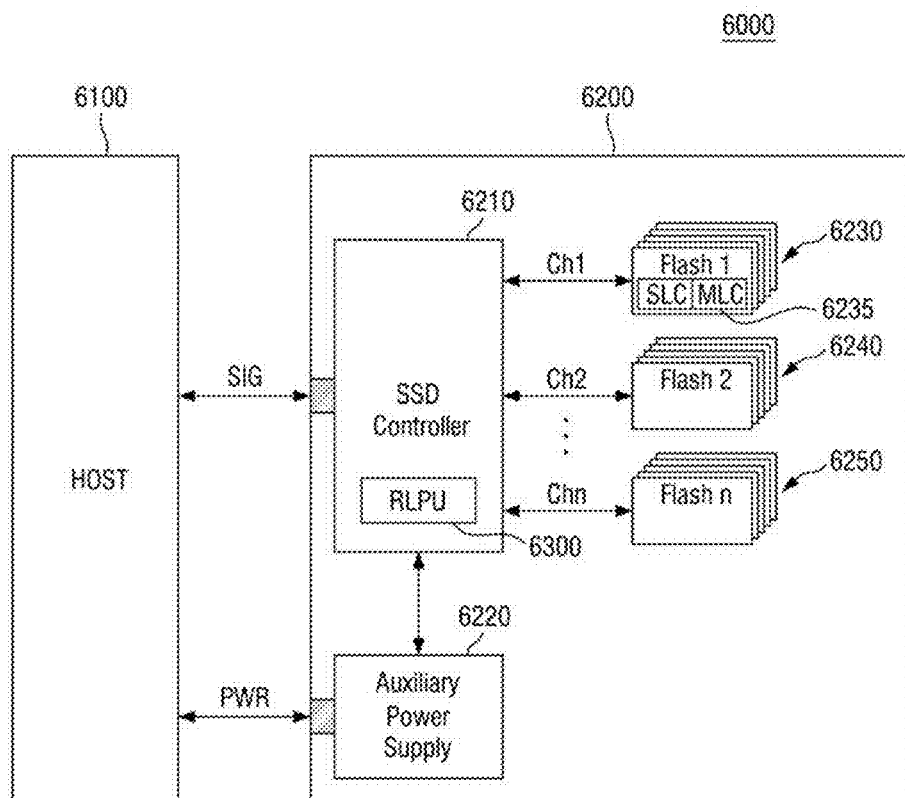 6000
6100
6200
6210
Ch1
Flash 1
SLC
MLC
6230
6235
SIG
SSD
Controller
Ch2
Flash 2
6240
HOST
RLPU
6300
Chn
Flash n
6250
6220
PWR
Auxiliary
Power
Supply